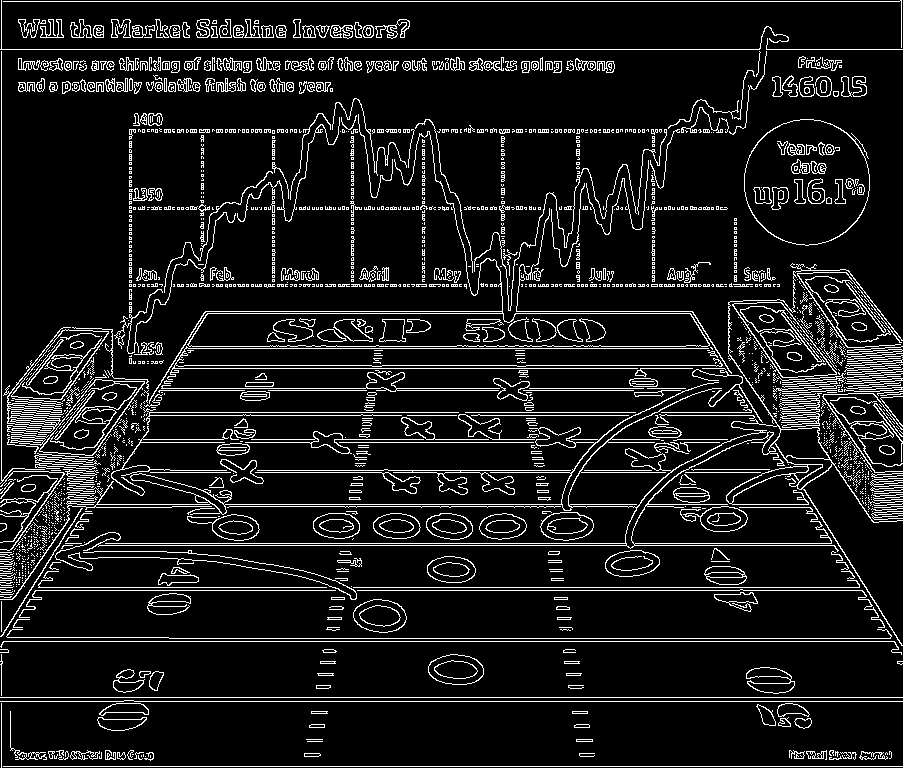 Will the Market Sideline Investors?
Investors are thinking of sitting the rest of the year out with stocks going strong
and a potentially volatile finish to the year.
Friday:
1460.15
1400
Year-to-
date
up 16.1%
1350
Jan.
Feb.
March
April
May
June
July
Aug.
Sept.
1250
S&P 500
Source: WSJ Market Data Group
The Wall Street Journal